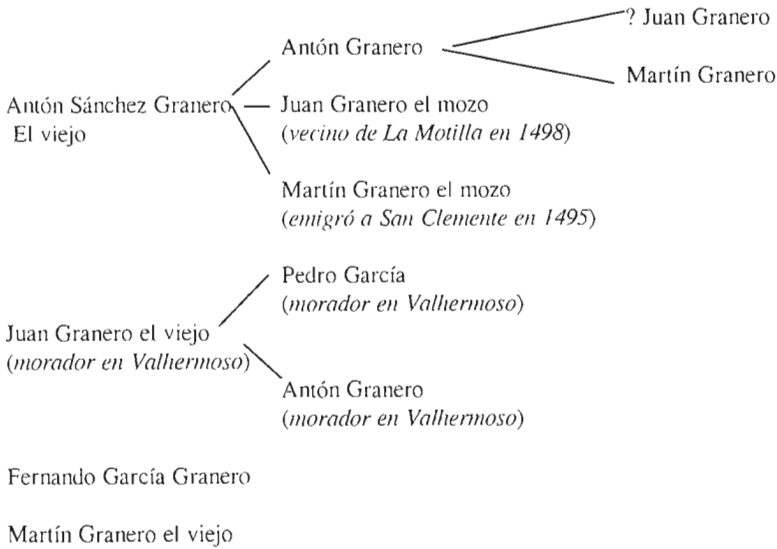 ? Juan Granero
Antón Granero
Martín Granero
Antón Sánchez Granero
El viejo
Juan Granero el mozo
(vecino de La Motilla en 1498)
Martín Granero el mozo
(emigró a San Clemente en 1495)
Pedro García
(morador en Valhermoso)
Juan Granero el viejo
(morador en Valhermoso)
Antón Granero
(morador en Valhermoso)
Fernando García Granero
Martín Granero el viejo